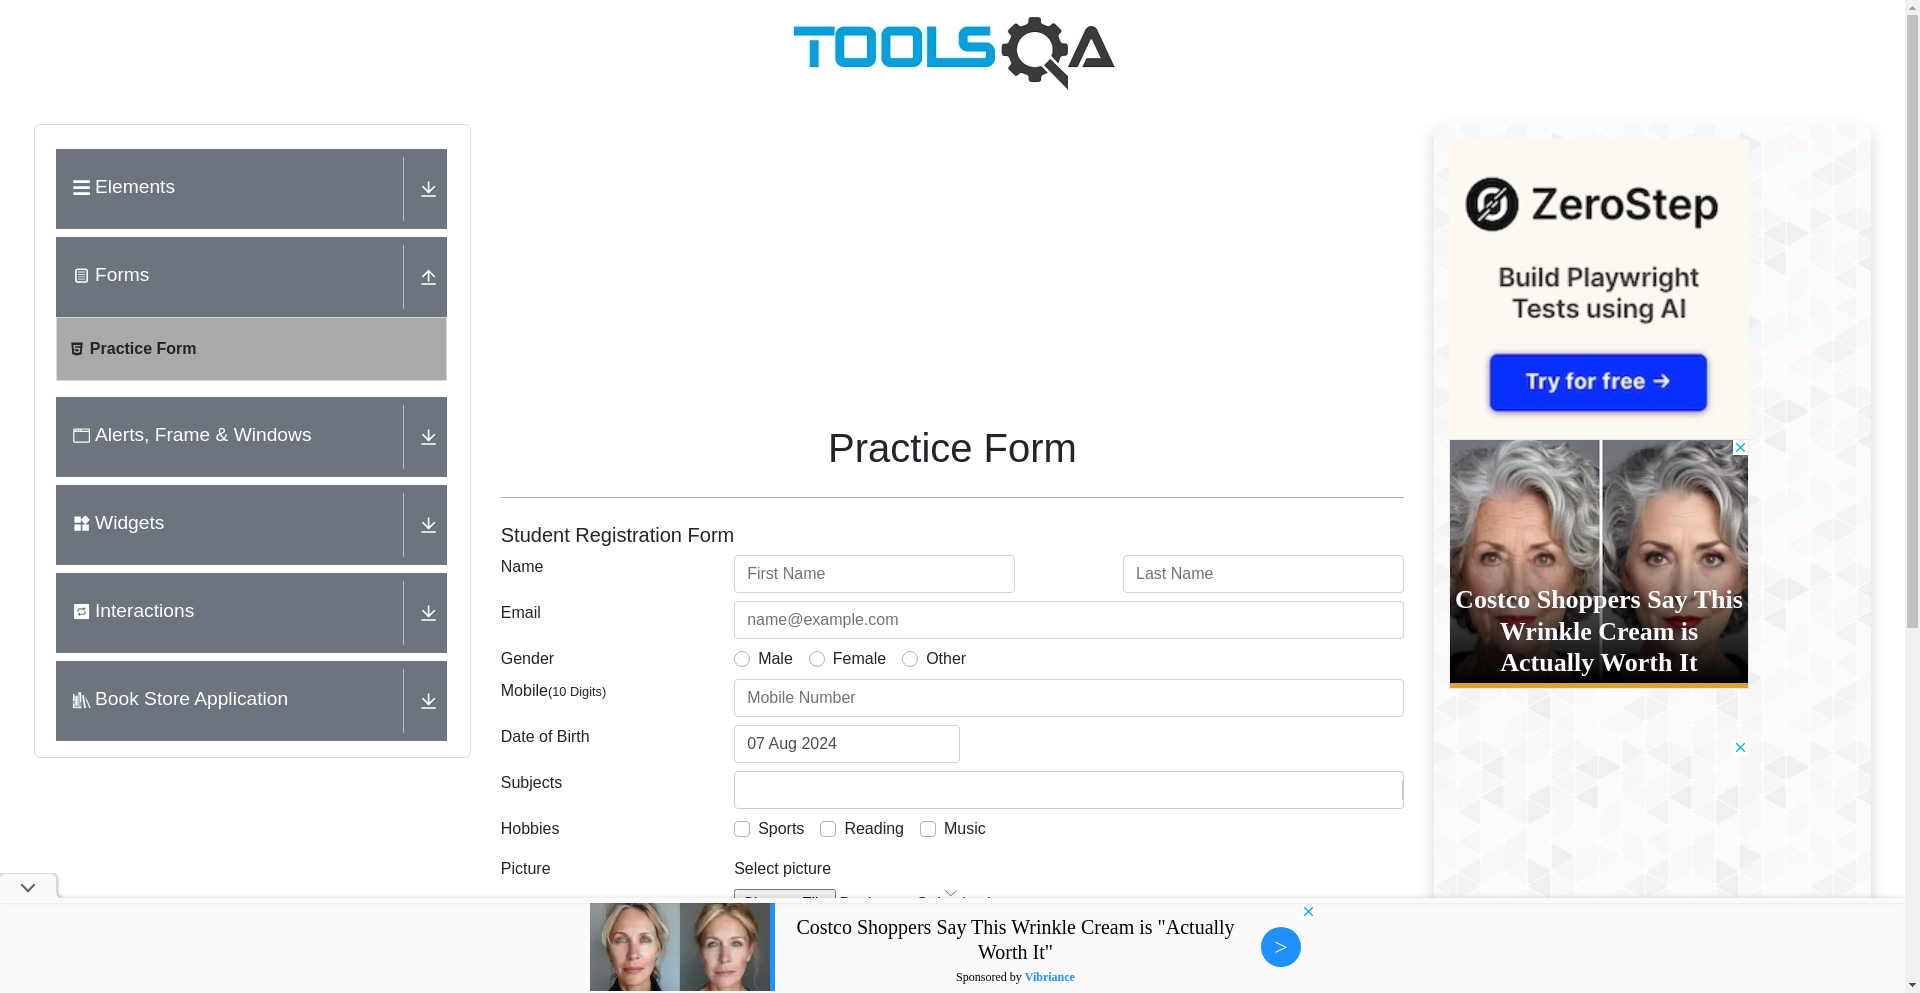 TOOLSQA
Elements
Forms
Practice Form
Alerts, Frame & Windows
Widgets
Interactions
Book Store Application
Practice Form
Student Registration Form
Name
First Name
Last Name
Email
name@example.com
Gender
Male
Female
Other
Mobile(10 Digits)
Mobile Number
Date of Birth
07 Aug 2024
Subjects
Hobbies
Sports
Reading
Music
Picture
Select picture
ZeroStep
Build Playwright
Tests using AI
Try for free →
Costco Shoppers Say This
Wrinkle Cream is
Actually Worth It
Costco Shoppers Say This Wrinkle Cream is "Actually
Worth It"
Sponsored by Vibriance
>